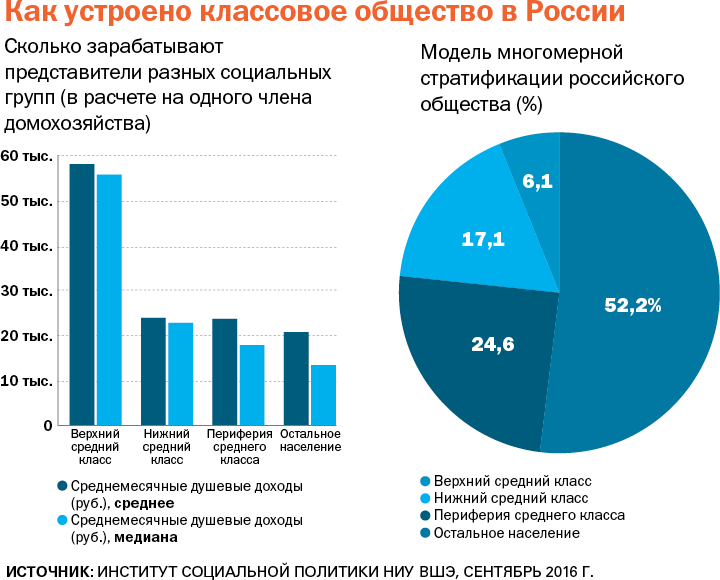 Как устроено классовое общество в России
Сколько зарабатывают
представители разных социальных
групп (в расчете на одного члена
домохозяйства)
60 тыс.
50 тыс.
40 тыс.
30 тыс.
20 тыс.
10 тыс.
0
Верхний
средний
класс
Нижний
средний
класс
Периферия
среднего
класса
Остальное
население
Среднемесячные душевые доходы
(руб.), среднее
Среднемесячные душевые доходы
(руб.), медиана
Модель многомерной
стратификации российского
общества (%)
6,1
17,1
52,2%
24,6
Верхний средний класс
Нижний средний класс
Периферия среднего класса
Остальное население
ИСТОЧНИК: ИНСТИТУТ СОЦИАЛЬНОЙ ПОЛИТИКИ НИУ ВШЭ, СЕНТЯБРЬ 2016 Г.